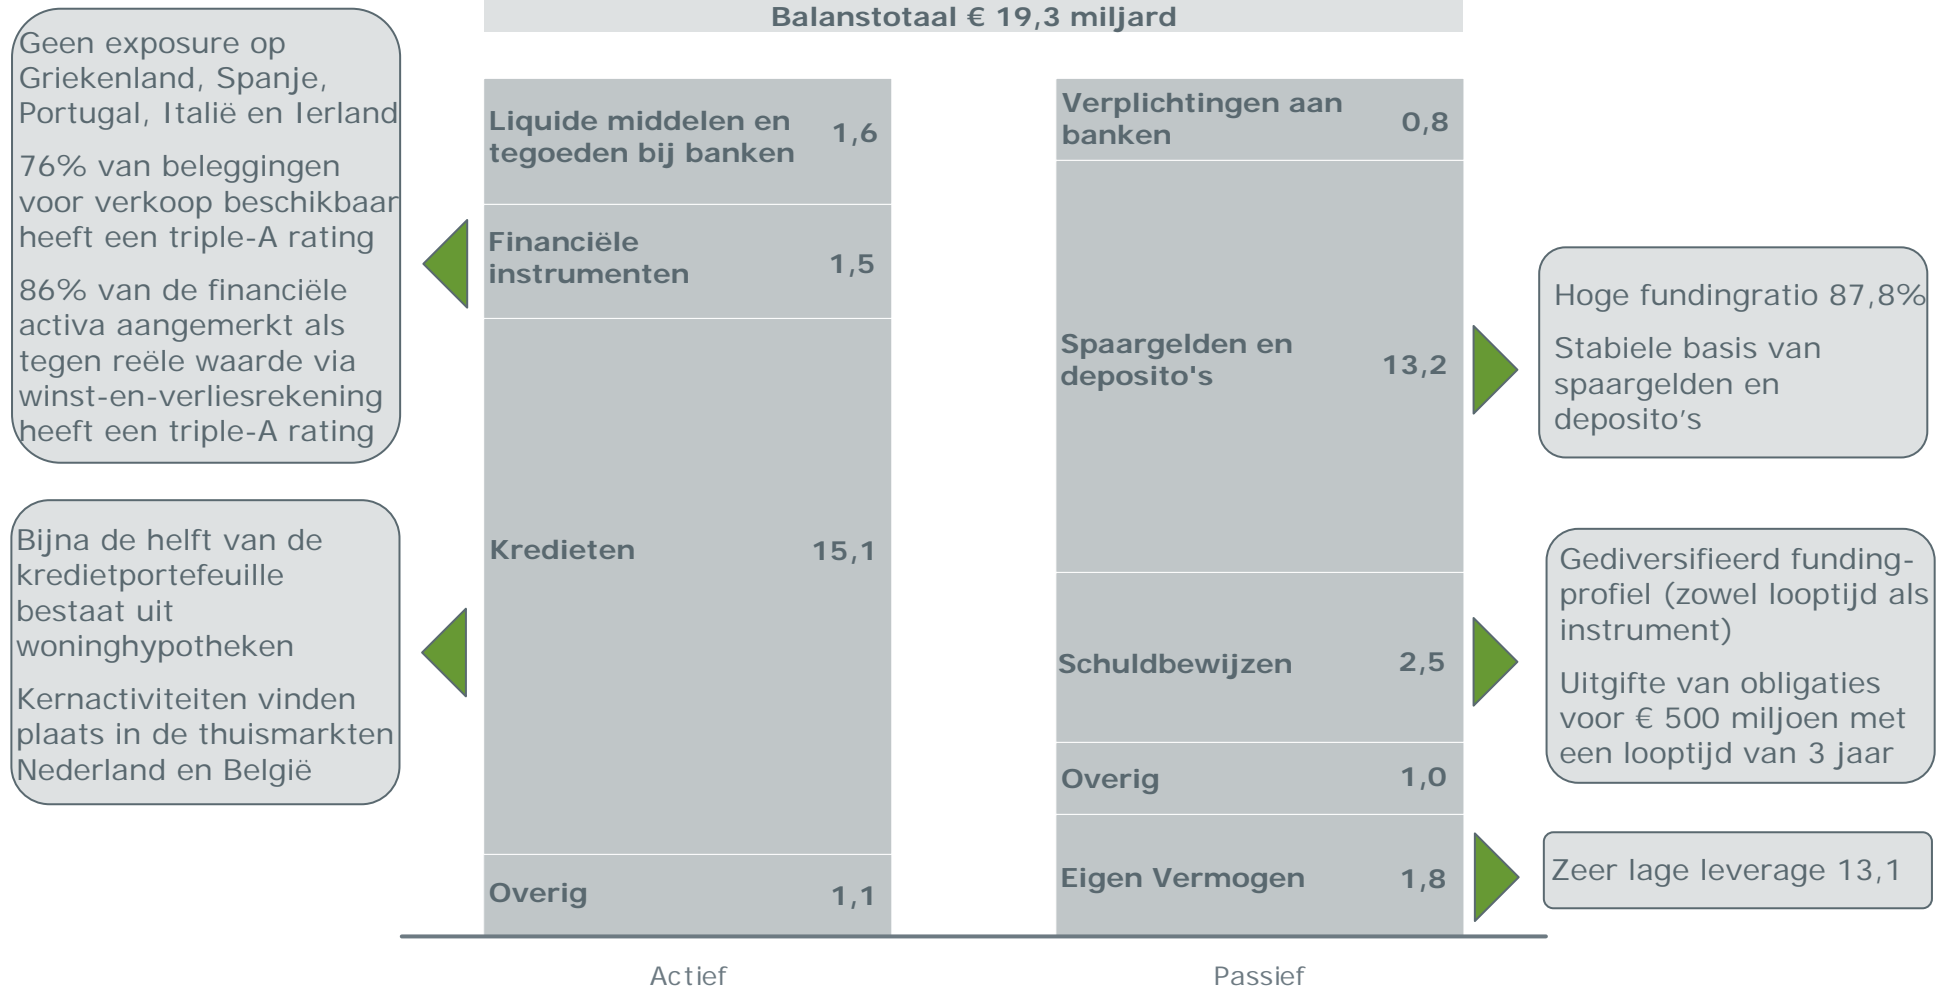 Balanstotaal € 19,3 miljard
Geen exposure op
Griekenland, Spanje,
Portugal, Italië en Ierland
76% van beleggingen
voor verkoop beschikbaar
heeft een triple-A rating
86% van de financiële
activa aangemerkt als
tegen reële waarde via
winst-en-verliesrekening
heeft een triple-A rating
Bijna de helft van de
kredietportefeuille
bestaat uit
woninghypotheken
Kernactiviteiten vinden
plaats in de thuismarkten
Nederland en België
Liquide middelen en
tegoeden bij banken
1,6
Financiële
instrumenten
1,5
Kredieten 15,1
Overig 1,1
Verplichtingen aan
banken
0,8
Spaargelden en
deposito's
13,2
Schuldbewijzen 2,5
Overig 1,0
Eigen Vermogen 1,8
Hoge fundingratio 87,8%
Stabiele basis van
spaargelden en
deposito’s
Gediversifieerd funding-
profiel (zowel looptijd als
instrument)
Uitgifte van obligaties
voor € 500 miljoen met
een looptijd van 3 jaar
Zeer lage leverage 13,1
Actief
Passief